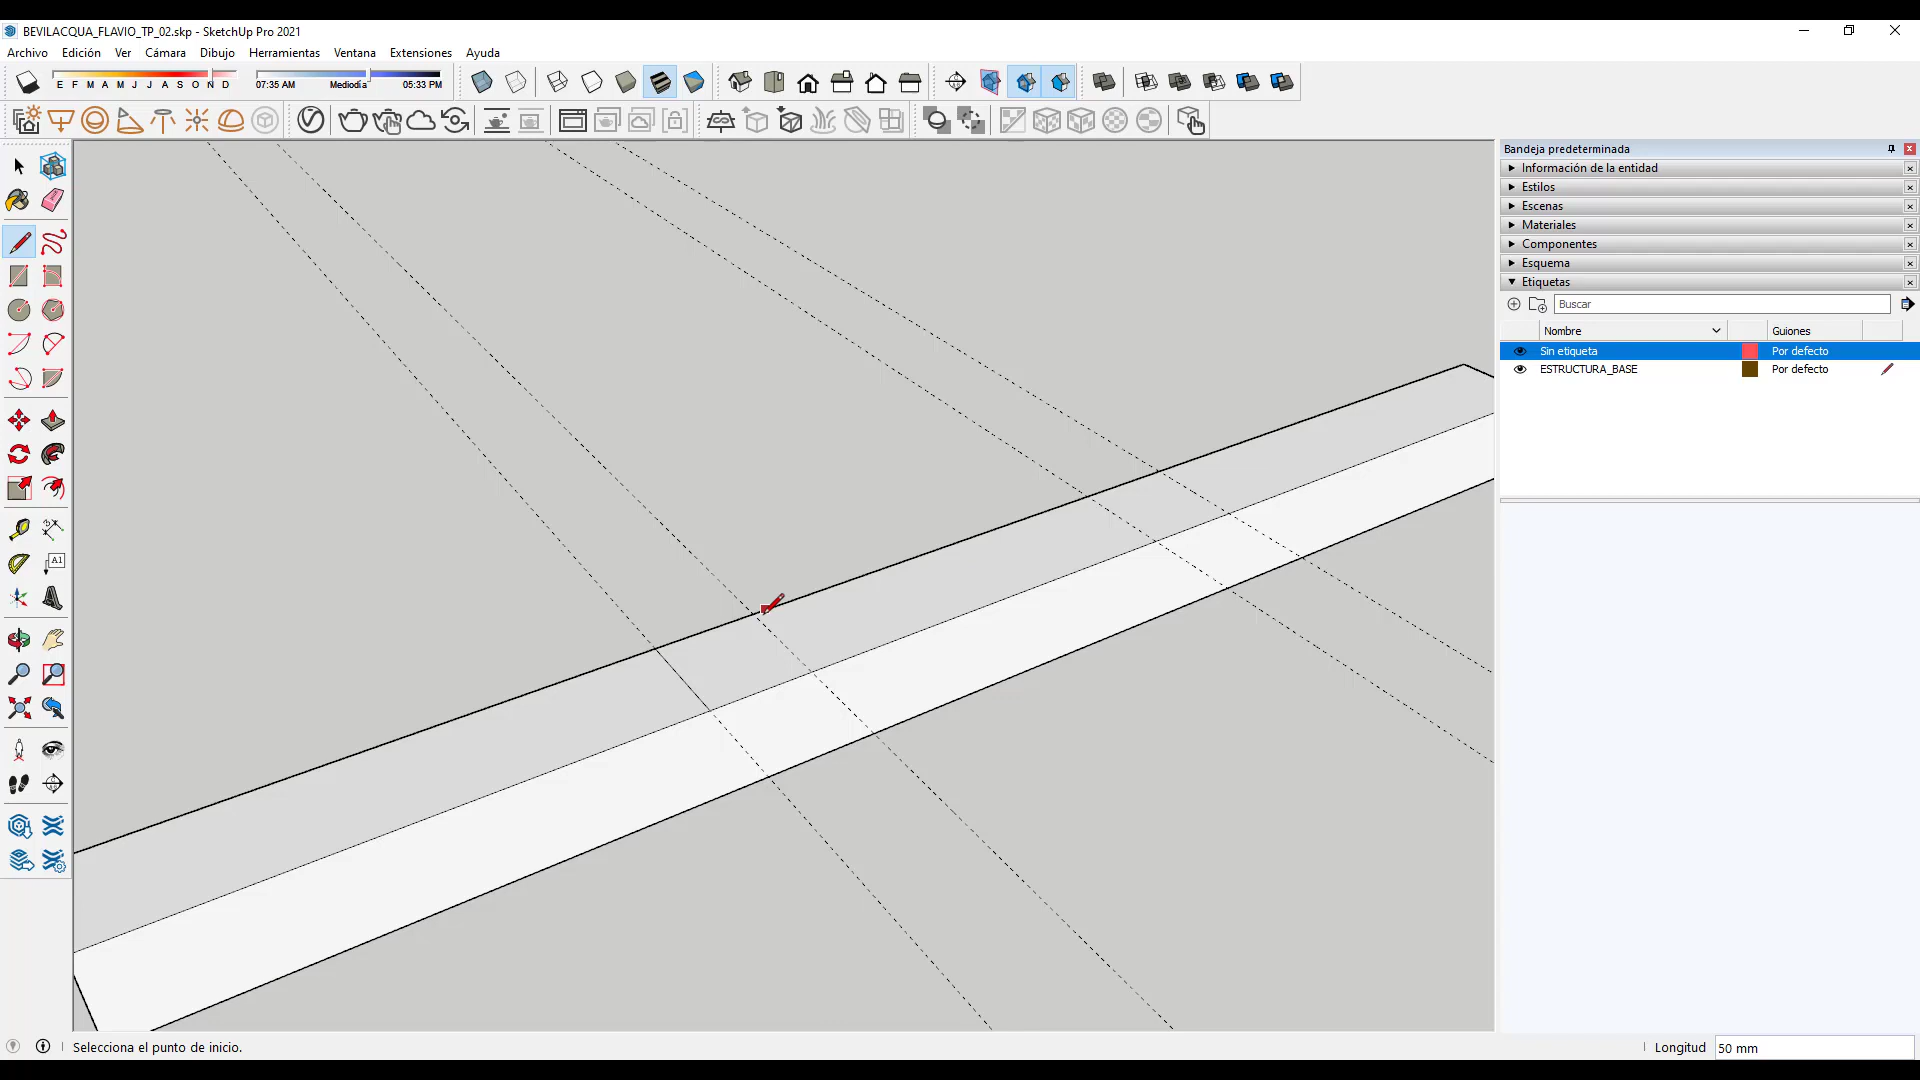 BEVILACQUA_FLAVIO_TP_02.skp - SketchUp Pro 2021
Archivo Edición Ver Cámara Dibujo Herramientas Ventana Extensiones Ayuda
E F M A M J J A S O N D 07:35 AM Mediodía 05:33 PM
Bandeja predeterminada
Información de la entidad
Estilos
Escenas
Materiales
Componentes
Esquema
Etiquetas
Buscar
Nombre Guiones
Sin etiqueta Por defecto
ESTRUCTURA_BASE Por defecto
A1
Selecciona el punto de inicio. Longitud 50 mm